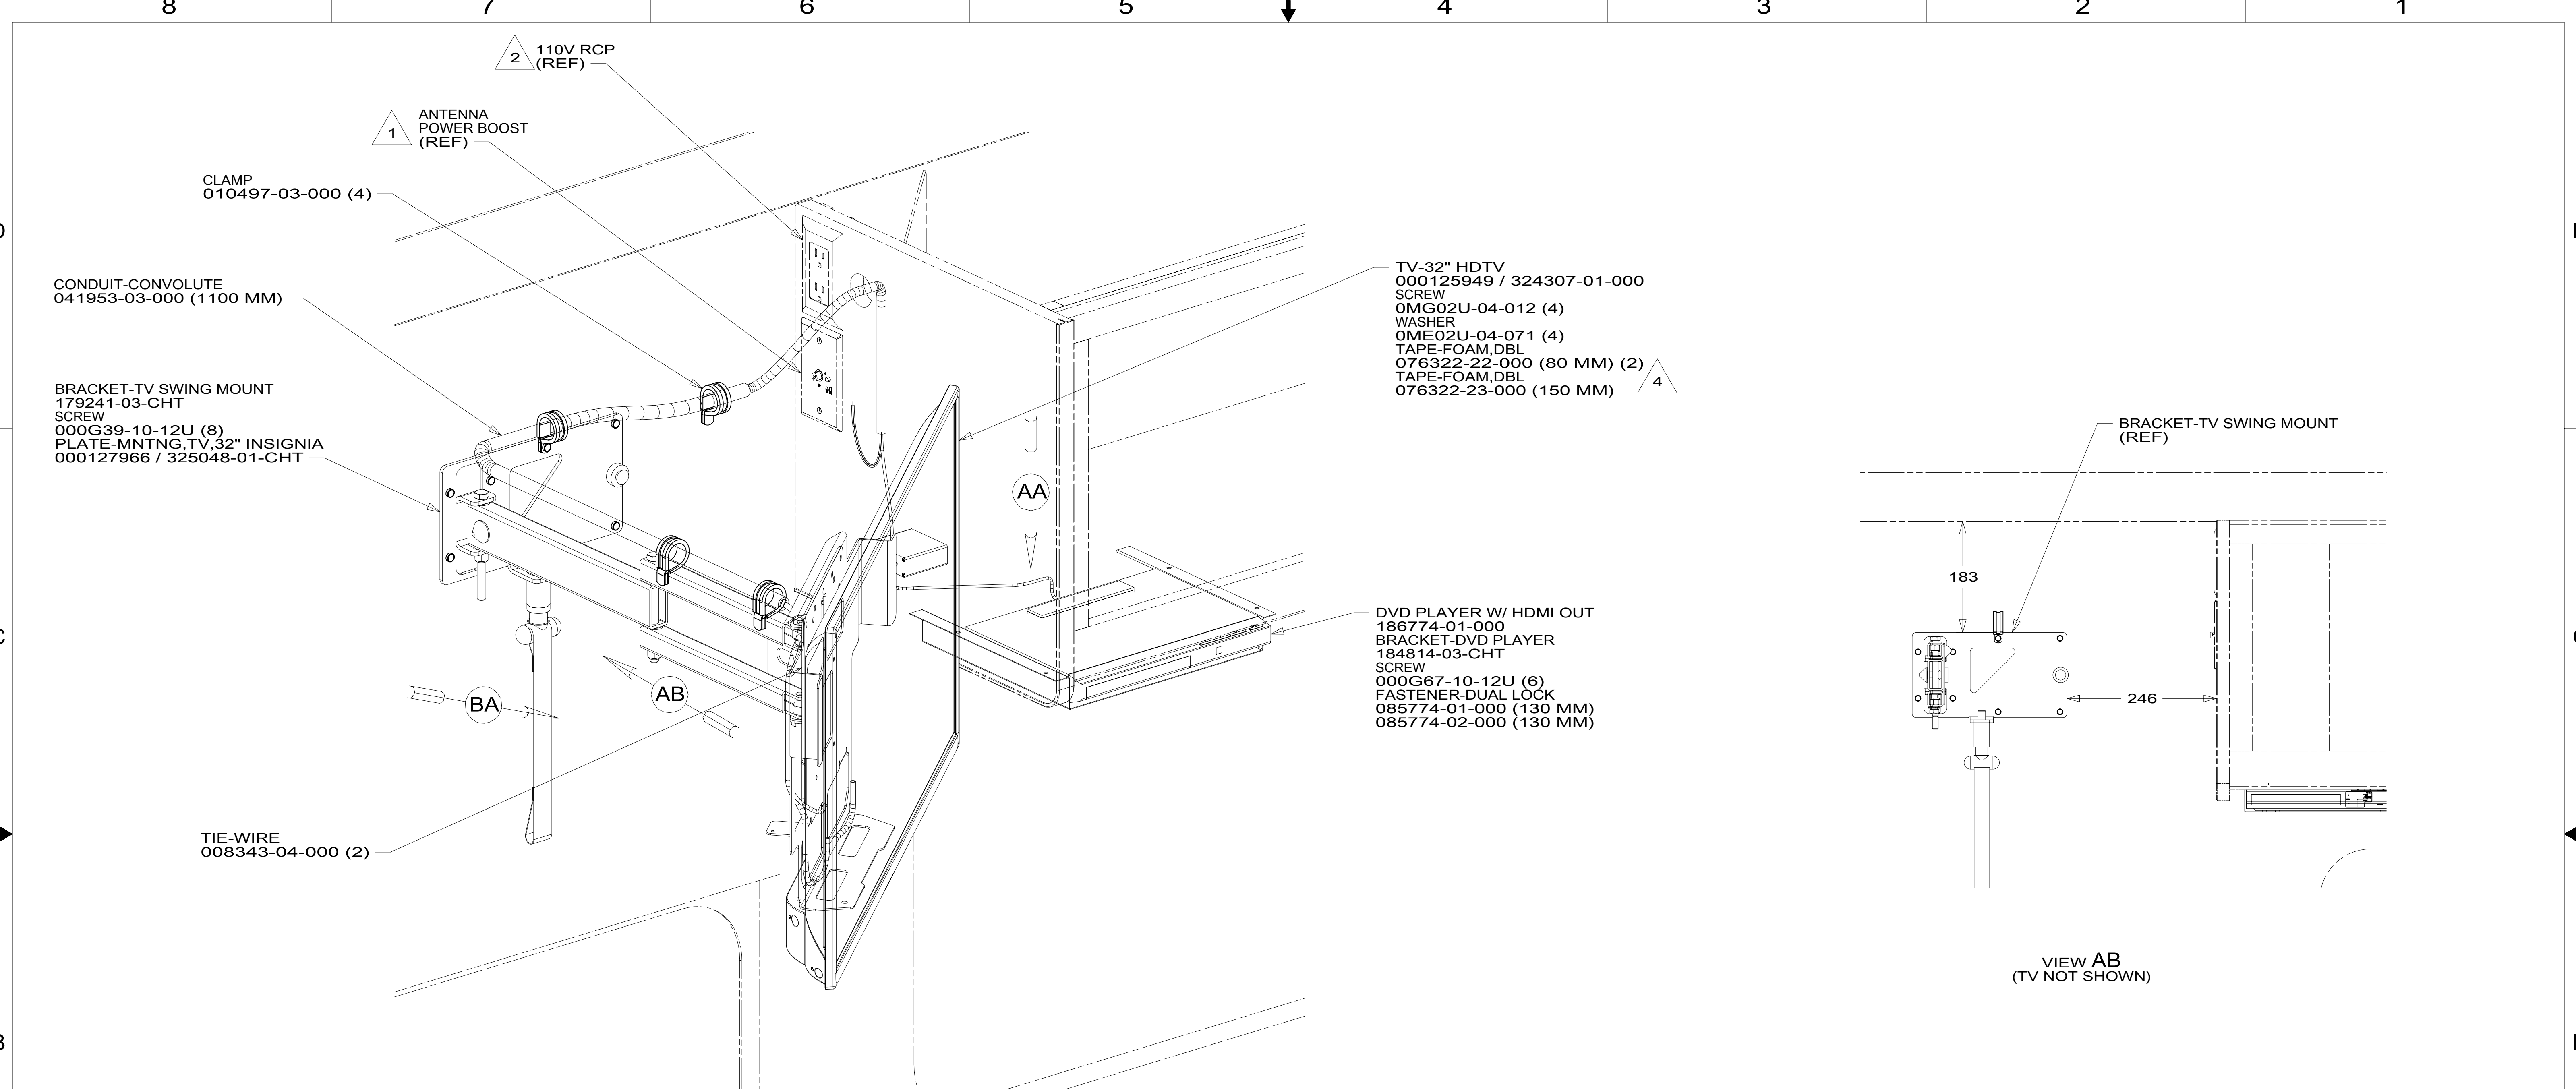 8 7 6 5 4 3 2 1
2
110V RCP
(REF)
1
ANTENNA
POWER BOOST
(REF)
CLAMP
010497-03-000 (4)
CONDUIT-CONVOLUTE
041953-03-000 (1100 MM)
BRACKET-TV SWING MOUNT
179241-03-CHT
SCREW
000G39-10-12U (8)
PLATE-MNTNG,TV,32" INSIGNIA
000127966 / 325048-01-CHT
TIE-WIRE
008343-04-000 (2)
BA
AB
AA
TV-32" HDTV
000125949 / 324307-01-000
SCREW
0MG02U-04-012 (4)
WASHER
0ME02U-04-071 (4)
TAPE-FOAM,DBL
076322-22-000 (80 MM) (2)
TAPE-FOAM,DBL
076322-23-000 (150 MM)
4
DVD PLAYER W/ HDMI OUT
186774-01-000
BRACKET-DVD PLAYER
184814-03-CHT
SCREW
000G67-10-12U (6)
FASTENER-DUAL LOCK
085774-01-000 (130 MM)
085774-02-000 (130 MM)
BRACKET-TV SWING MOUNT
(REF)
183
246
VIEW AB
(TV NOT SHOWN)